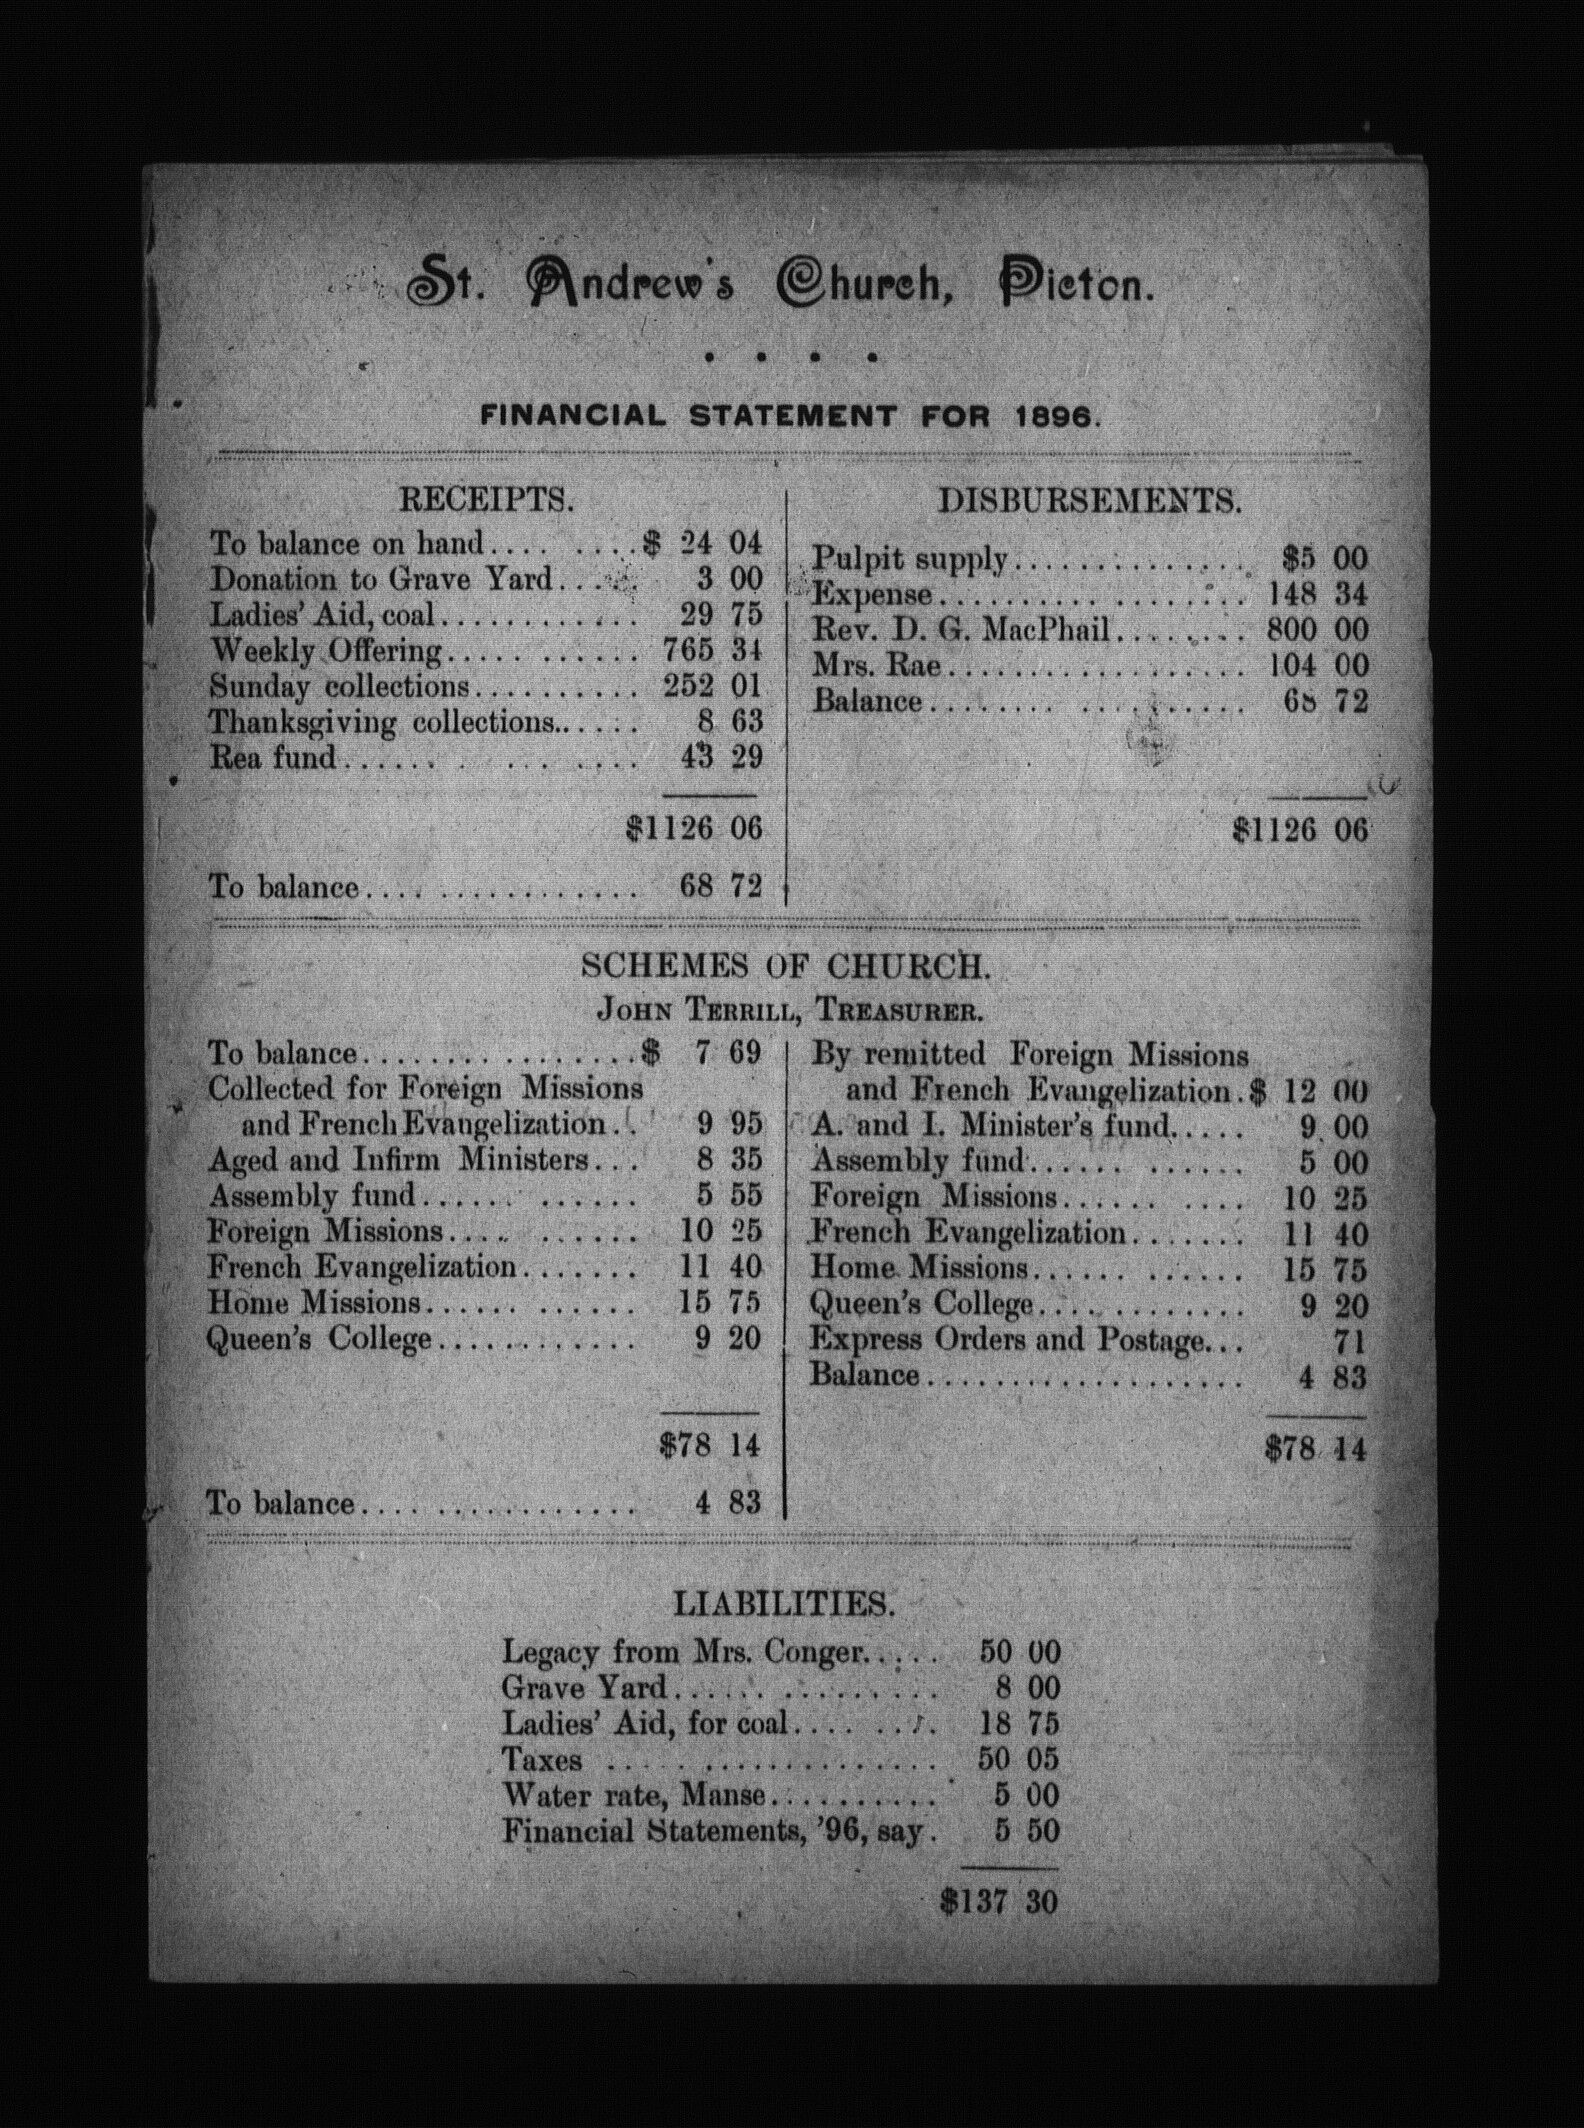 St. Andrew's Church, Picton.
FINANCIAL STATEMENT FOR 1896.
RECEIPTS.
To balance on hand.... ....$ 24 04
Donation to Grave Yard..... 3 00
Ladies' Aid, coal............ 29 75
Weekly Offering..... ...... 765 34
Sunday collections.......... 252 01
Thanksgiving collections...... 8 63
Rea fund...... . ... .... 43 29
$1126 06
To balance.... ............ 68 72
DISBURSEMENTS.
Pulpit supply.............. $5 00
Expense.......... ........ 148 34
Rev. D. G. MacPhail........ 800 00
Mrs. Rae.................. 104 00
Balance........ .......... 68 72
$1126 06
SCHEMES OF CHURCH.
JOHN TERRILL, TREASURER.
To balance.................$ 7 69
Collected for Foreign Missions
and French Evangelization.. 9 95
Aged and Infirm Ministers... 8 35
Assembly fund...... ...... 5 55
Foreign Missions.... ...... 10 25
French Evangelization....... 11 40
Home Missions...... ...... 15 75
Queen's College............ 9 20
$78 14
To balance.... ............ 4 83
By remitted Foreign Missions
and French Evangelization.$ 12 00
A. and I. Minister's fund..... 9 00
Assembly fund...... ...... 5 00
Foreign Missions...... .... 10 25
French Evangelization....... 11 40
Home Missions...... ...... 15 75
Queen's College.... ........ 9 20
Express Orders and Postage... 71
Balance................... 4 83
$78 14
LIABILITIES.
Legacy from Mrs. Conger..... 50 00
Grave Yard...... .......... 8 00
Ladies' Aid, for coal.... .... 18 75
Taxes .... .............. 50 05
Water rate, Manse.......... 5 00
Financial Statements, '96, say. 5 50
$137 30